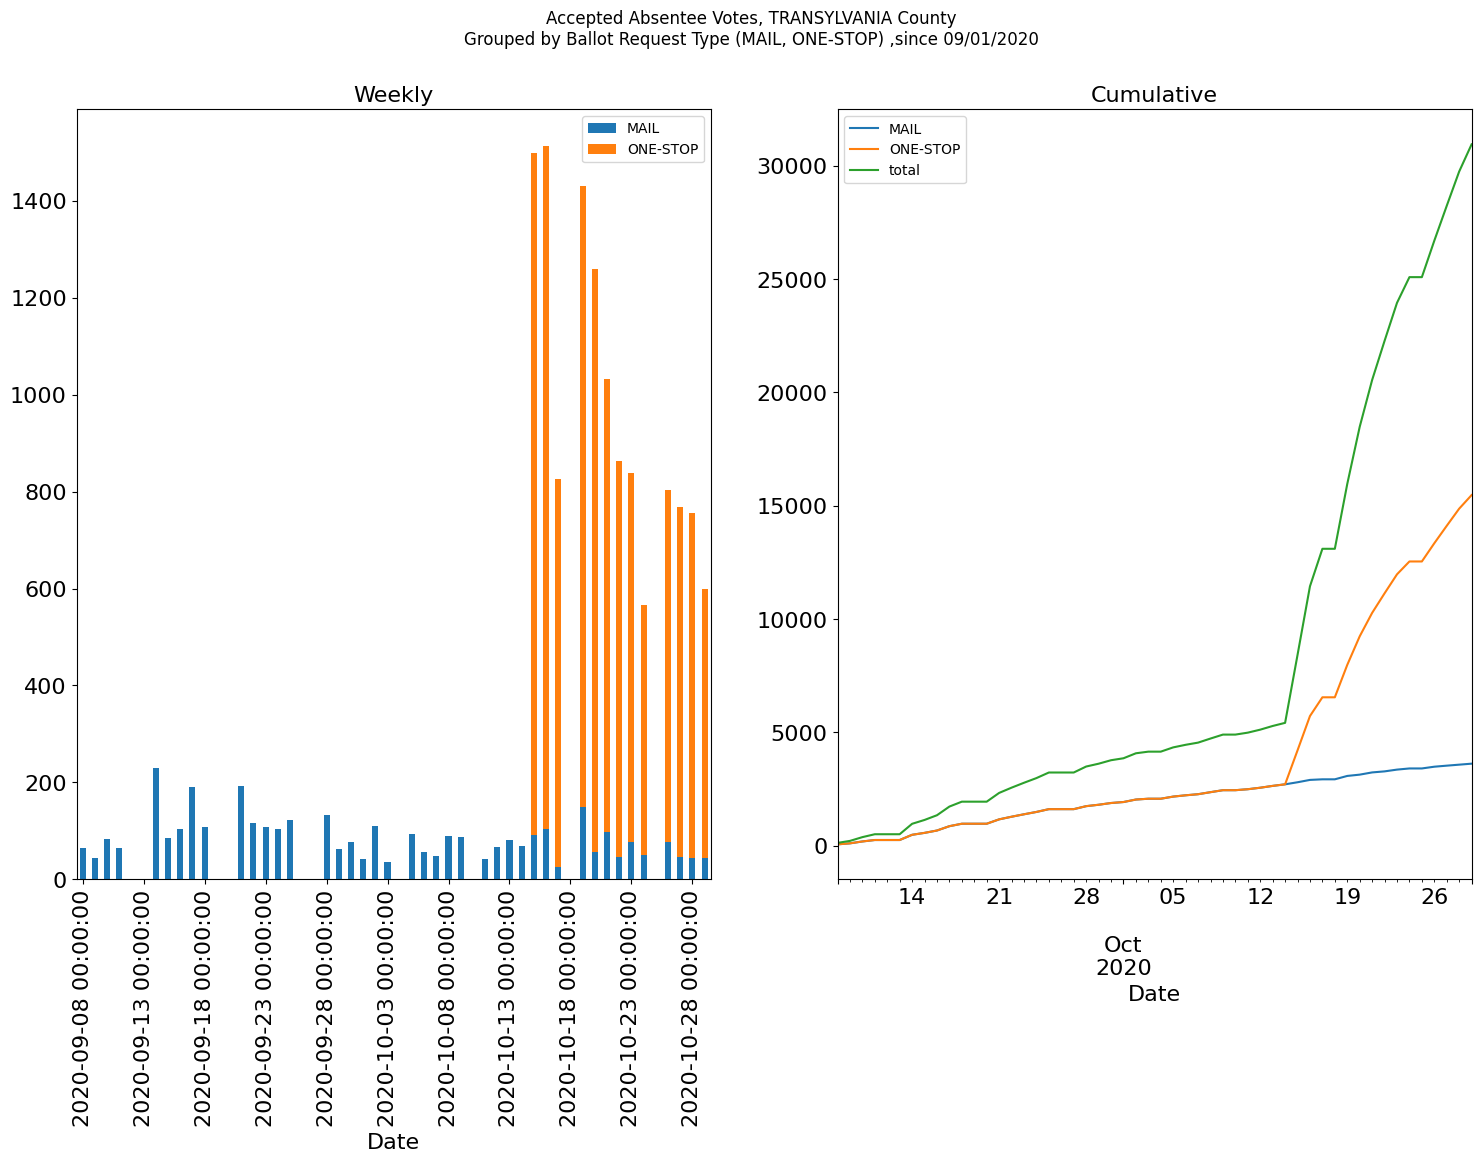 Accepted Absentee Votes, TRANSYLVANIA County
Grouped by Ballot Request Type (MAIL, ONE-STOP) ,since 09/01/2020
Weekly
MAIL
ONE-STOP
1400
1200
1000
800
600
400
200
0
2020-09-08 00:00:00
2020-09-13 00:00:00
2020-09-18 00:00:00
2020-09-23 00:00:00
2020-09-28 00:00:00
2020-10-03 00:00:00
2020-10-08 00:00:00
2020-10-13 00:00:00
2020-10-18 00:00:00
2020-10-23 00:00:00
2020-10-28 00:00:00
Date
Cumulative
MAIL
ONE-STOP
total
30000
25000
20000
15000
10000
5000
0
14 21 28 05 12 19 26
Oct
2020
Date